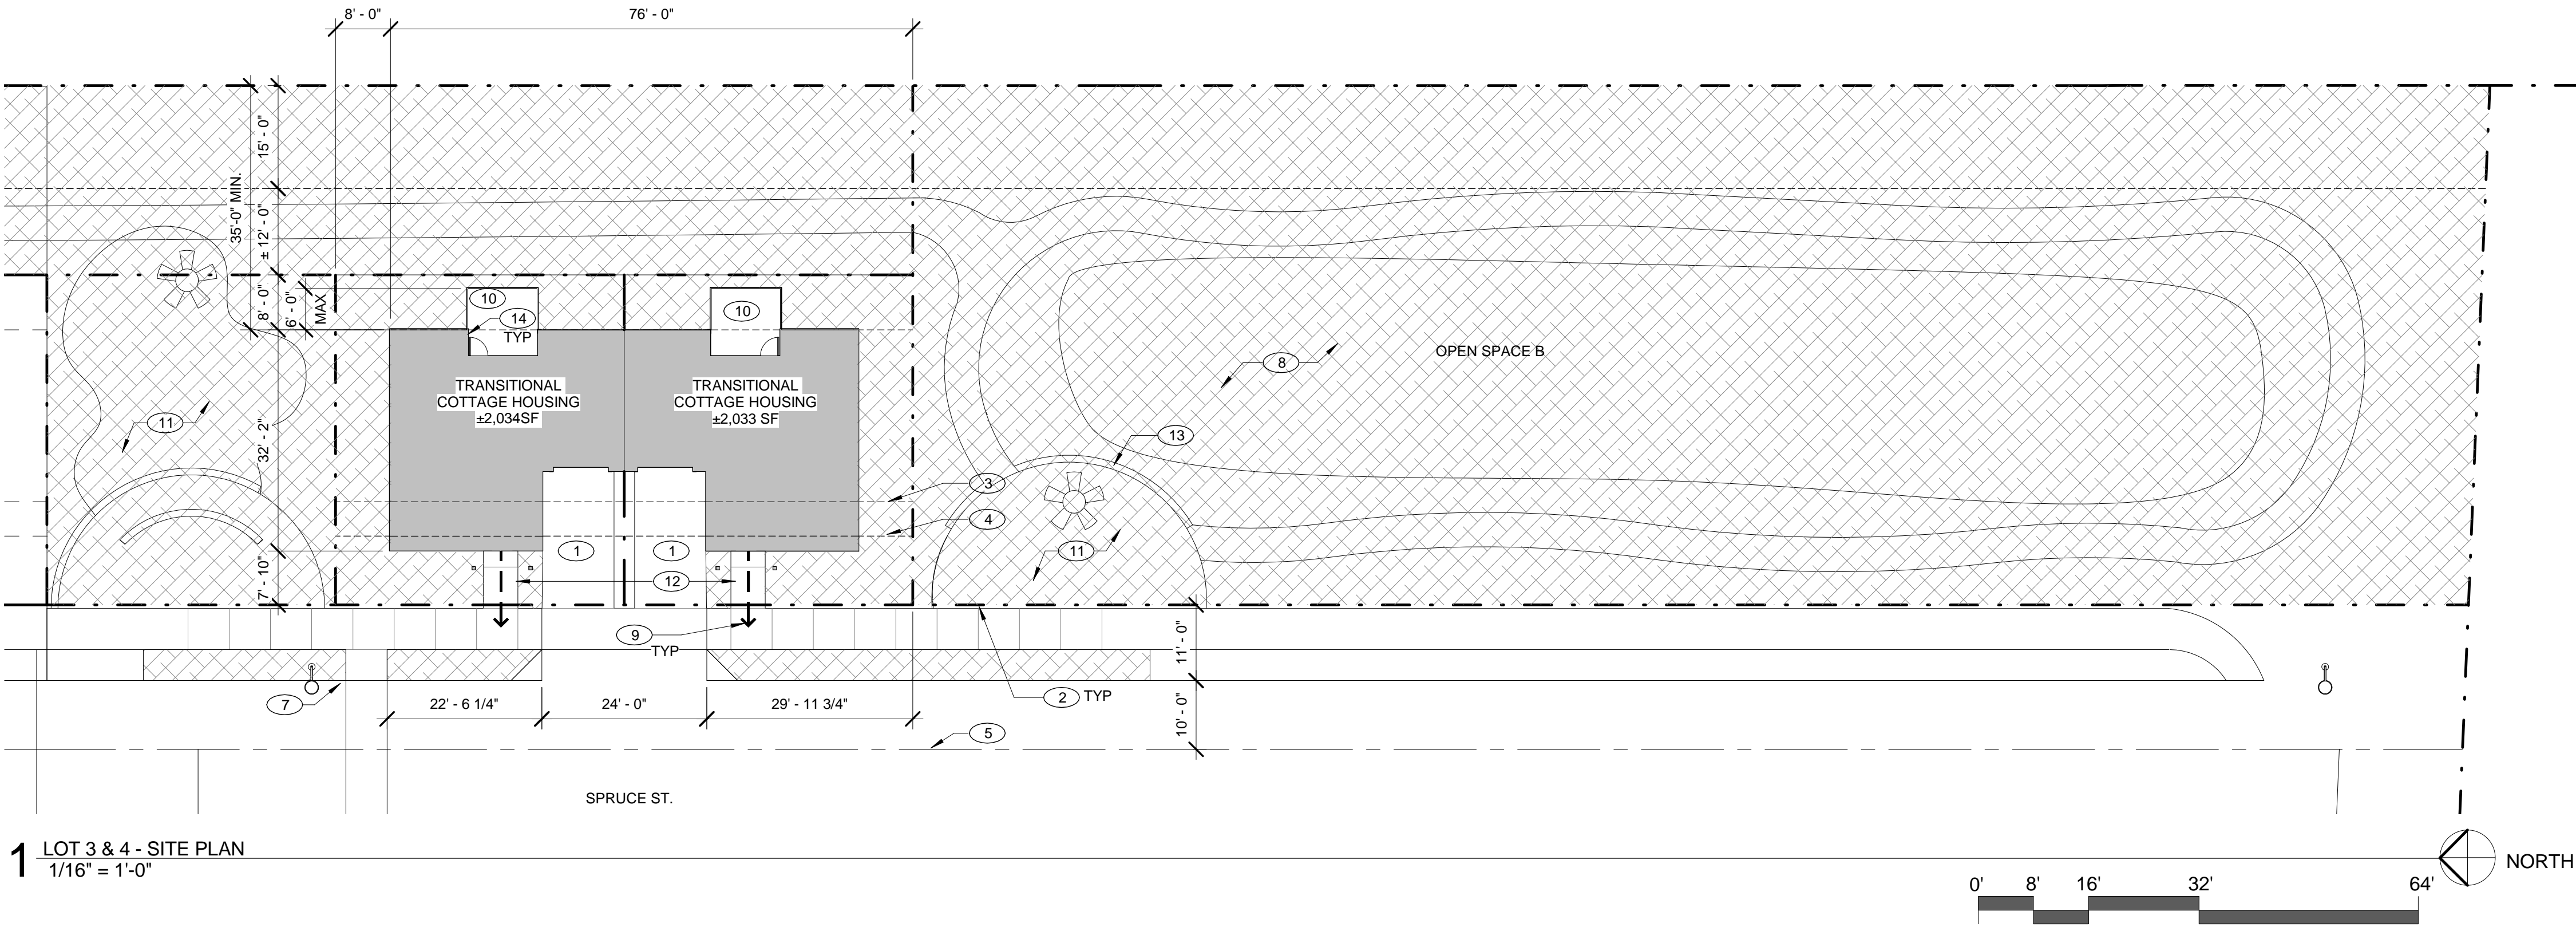 8' - 0"
76' - 0"
15' - 0"
35'-0" MIN.
± 12' - 0"
8' - 0"
6' - 0"
MAX
10
14
TYP
10
OPEN SPACE B
8
TRANSITIONAL
COTTAGE HOUSING
±2,034SF
TRANSITIONAL
COTTAGE HOUSING
±2,033 SF
11
32' - 2"
13
3
4
1
1
11
12
7' - 10"
9
TYP
11' - 0"
7
22' - 6 1/4"
24' - 0"
29' - 11 3/4"
2
TYP
10' - 0"
5
SPRUCE ST.
1
LOT 3 & 4 - SITE PLAN
1/16" = 1'-0"
NORTH
0' 8' 16' 32' 64'